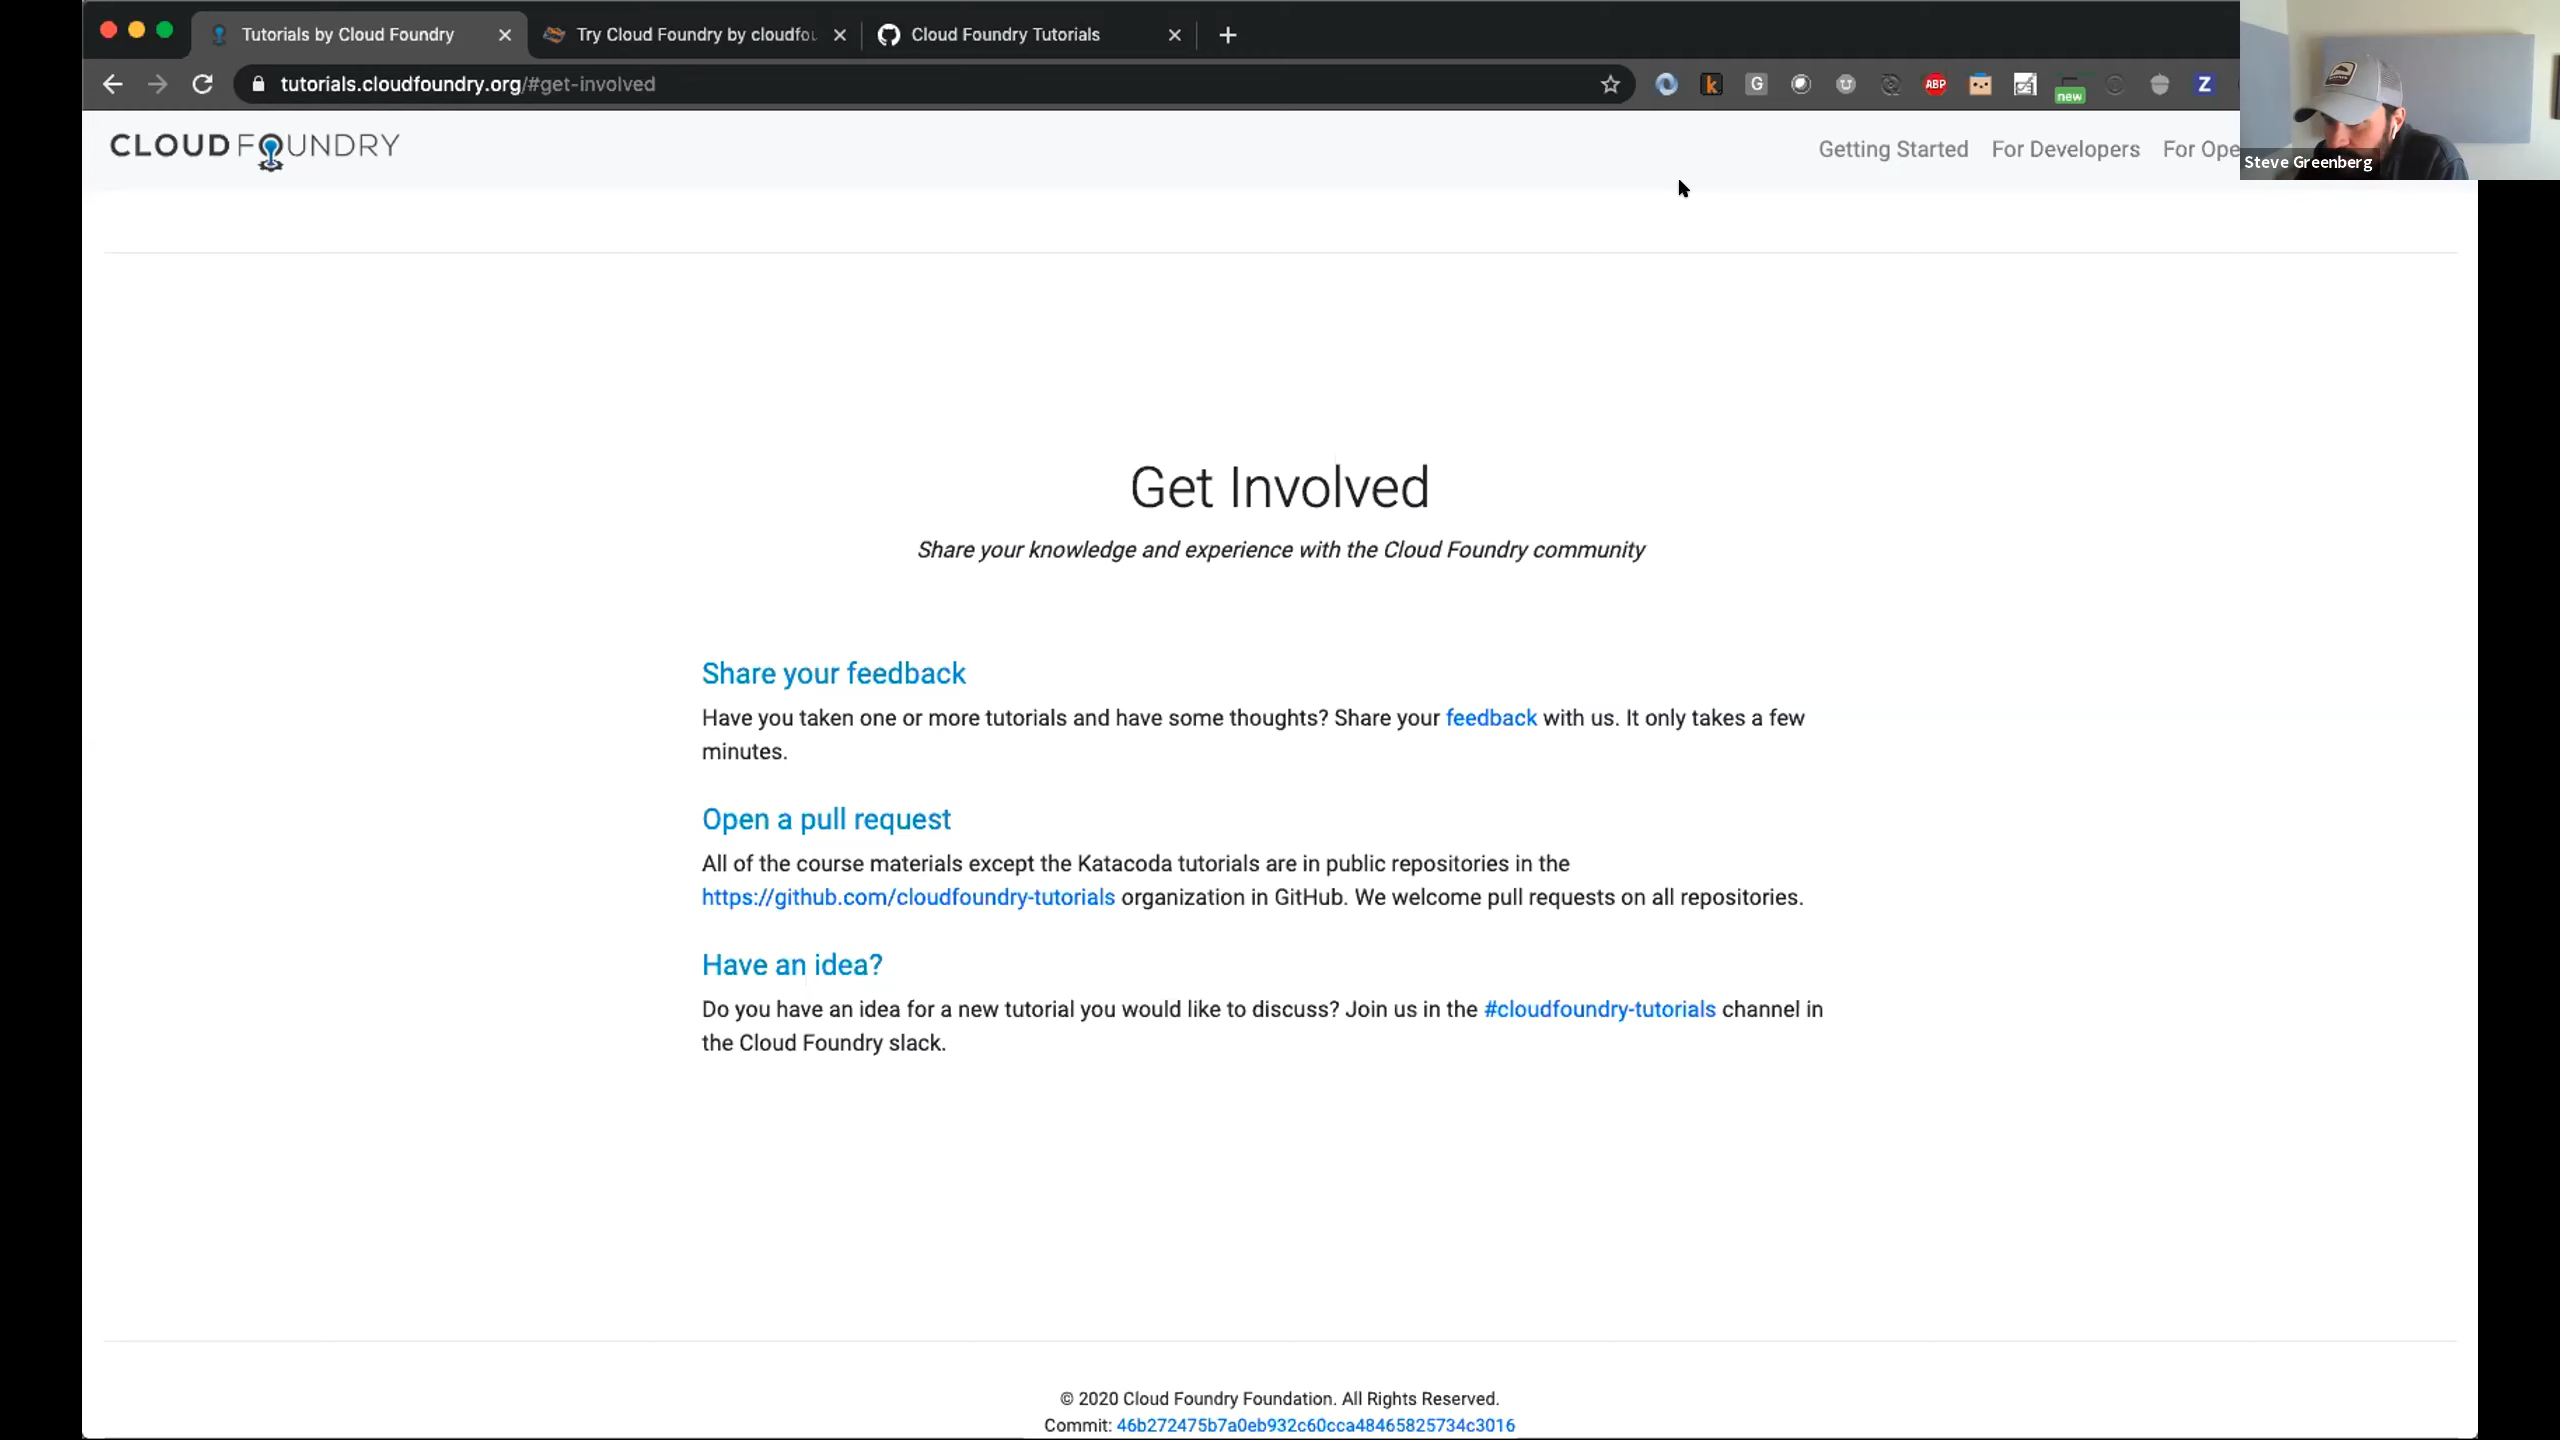 Tutorials by Cloud Foundry
Try Cloud Foundry by cloudfou
Cloud Foundry Tutorials
tutorials.cloudfoundry.org/#get-involved
k
G
ABP
new
Z
CLOUD FOUNDRY
Getting Started
For Developers
For Ope
Steve Greenberg
Get Involved
Share your knowledge and experience with the Cloud Foundry community
Share your feedback
Have you taken one or more tutorials and have some thoughts? Share your feedback with us. It only takes a few
minutes.
Open a pull request
All of the course materials except the Katacoda tutorials are in public repositories in the
https://github.com/cloudfoundry-tutorials organization in GitHub. We welcome pull requests on all repositories.
Have an idea?
Do you have an idea for a new tutorial you would like to discuss? Join us in the #cloudfoundry-tutorials channel in
the Cloud Foundry slack.
© 2020 Cloud Foundry Foundation. All Rights Reserved.
Commit: 46b272475b7a0eb932c60cca48465825734c3016